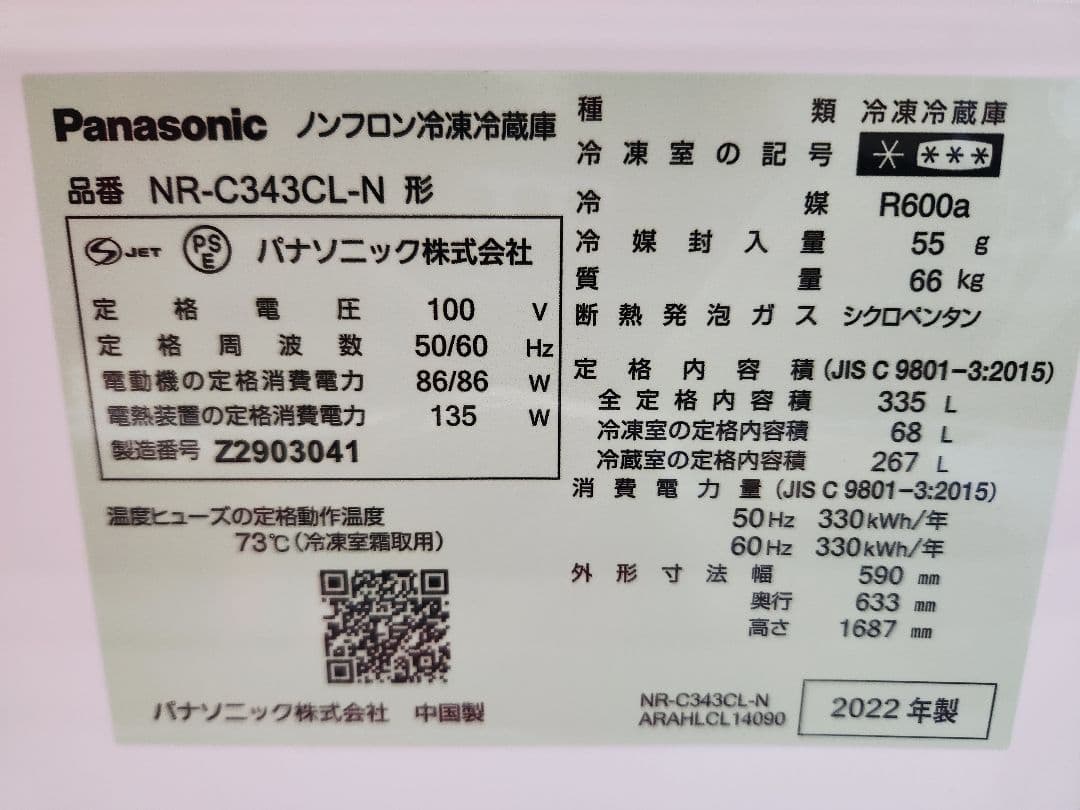 Panasonic ノンフロン冷凍冷蔵庫
品番 NR-C343CL-N 形
S JET PSE パナソニック株式会社
定格電圧 100 V
定格周波数 50/60 Hz
電動機の定格消費電力 86/86 W
電熱装置の定格消費電力 135 W
製造番号 Z2903041
温度ヒューズの定格動作温度
73℃(冷凍室霜取用)
パナソニック株式会社 中国製
種類 冷凍冷蔵庫
冷凍室の記号 * ***
冷媒 R600a
冷媒封入量 55 g
質量 66 kg
断熱発泡ガス シクロペンタン
定格内容積(JIS C 9801-3:2015)
全定格内容積 335 L
冷凍室の定格内容積 68 L
冷蔵室の定格内容積 267 L
消費電力量(JIS C 9801-3:2015)
50Hz 330kWh/年
60Hz 330kWh/年
外形寸法 幅 590 mm
奥行 633 mm
高さ 1687 mm
NR-C343CL-N
ARAHLCL14090
2022 年製